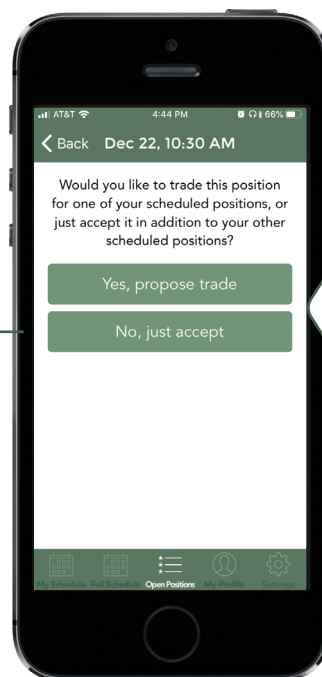 AT&T 4:44 PM 66%
Back Dec 22, 10:30 AM
Would you like to trade this position
for one of your scheduled positions, or
just accept it in addition to your other
scheduled positions?
Yes, propose trade
No, just accept
My Schedule Full Schedule Open Positions My Profile Settings